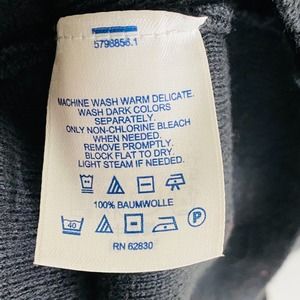 5798856.1
MACHINE WASH WARM DELICATE.
WASH DARK COLORS
SEPARATELY.
ONLY NON-CHLORINE BLEACH
WHEN NEEDED.
REMOVE PROMPTLY.
BLOCK FLAT TO DRY.
LIGHT STEAM IF NEEDED.
100% BAUMWOLLE
40 P
RN 62830